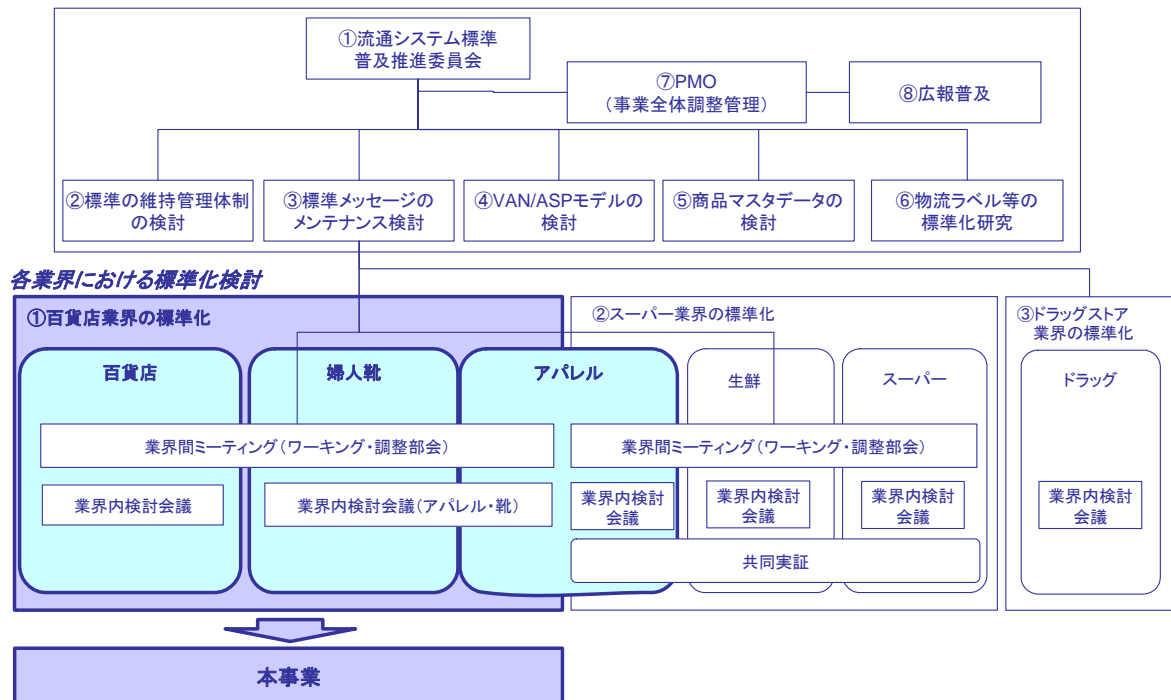 ①流通システム標準
普及推進委員会
⑦PMO
（事業全体調整管理）
⑧広報普及
②標準の維持管理体制
の検討
③標準メッセージの
メンテナンス検討
④VAN/ASPモデルの
検討
⑤商品マスタデータの
検討
⑥物流ラベル等の
標準化研究
各業界における標準化検討
①百貨店業界の標準化
②スーパー業界の標準化
③ドラッグストア
業界の標準化
百貨店
婦人靴
アパレル
生鮮
スーパー
ドラッグ
業界間ミーティング（ワーキング・調整部会）
業界間ミーティング（ワーキング・調整部会）
業界内検討会議
業界内検討会議（アパレル・靴）
業界内検討
会議
業界内検討
会議
業界内検討
会議
業界内検討
会議
共同実証
本事業